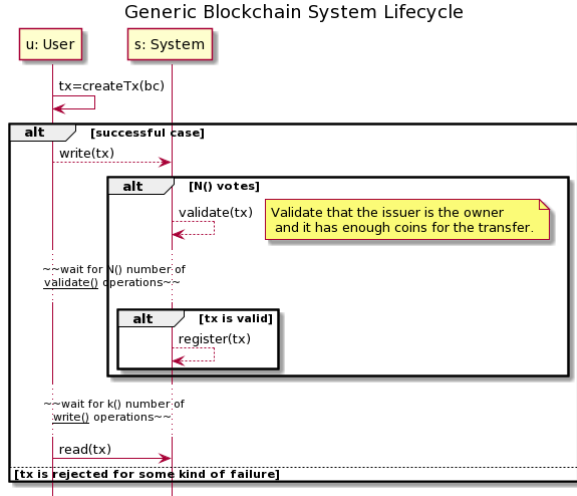 Generic Blockchain System Lifecycle
u: User
s: System
tx=createTx(bc)
alt [successful case]
write(tx)
alt [N() votes]
validate(tx)
Validate that the issuer is the owner
and it has enough coins for the transfer.
~~wait for N() number of
validate() operations~~
alt [tx is valid]
register(tx)
~~wait for k() number of
write() operations~~
read(tx)
[tx is rejected for some kind of failure]